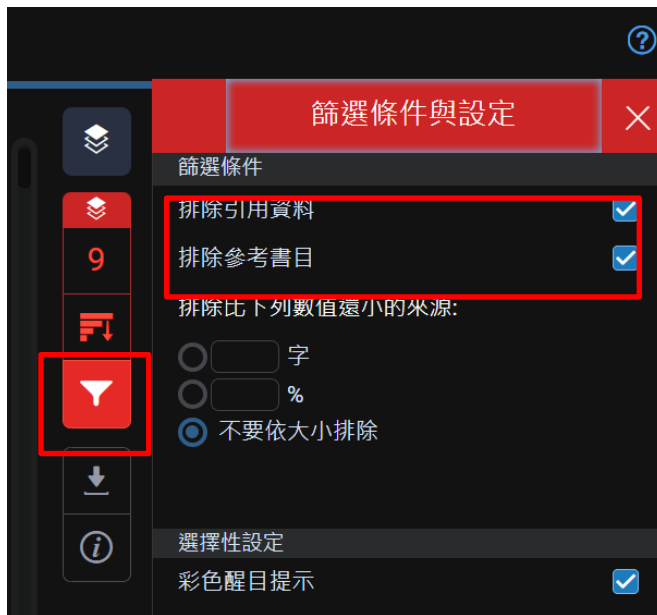 ?
篩選條件與設定
篩選條件
排除引用資料
9
排除參考書目
排除比下列數值還小的來源:
字
%
不要依大小排除
i
選擇性設定
彩色醒目提示